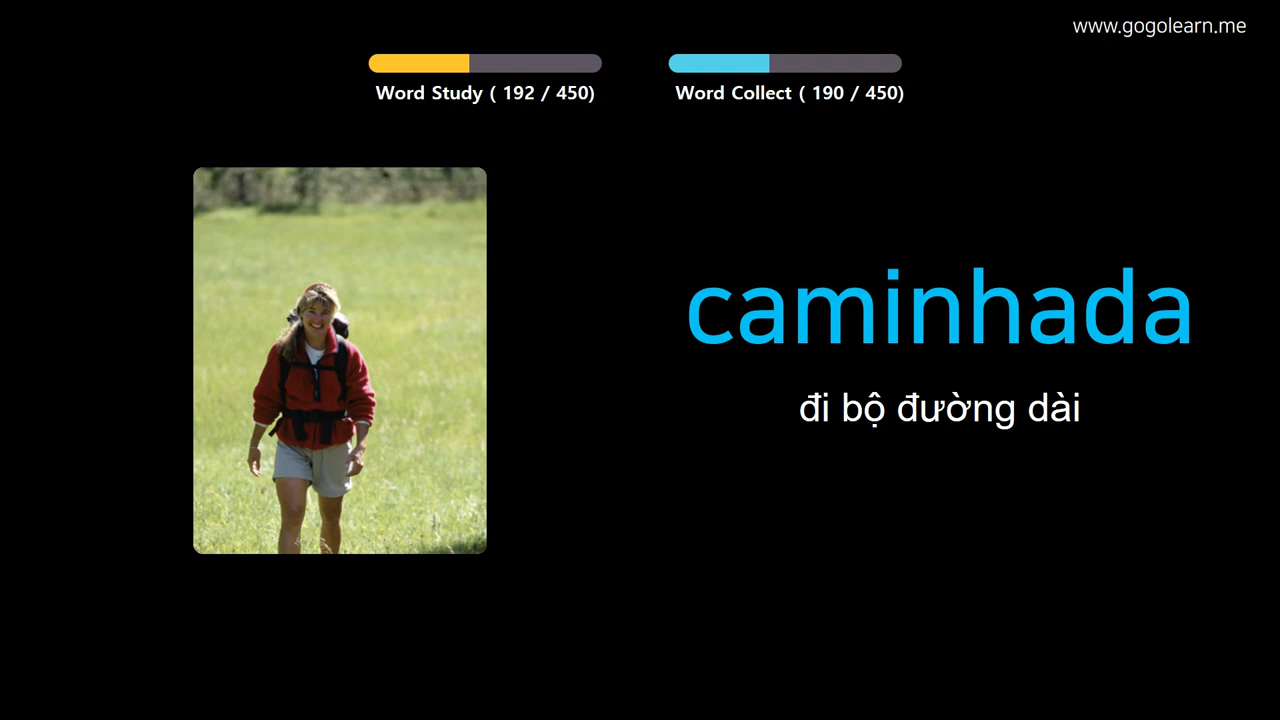 www.gogolearn.me
Word Study ( 192 / 450)
Word Collect ( 190 / 450)
caminhada
đi bộ đường dài